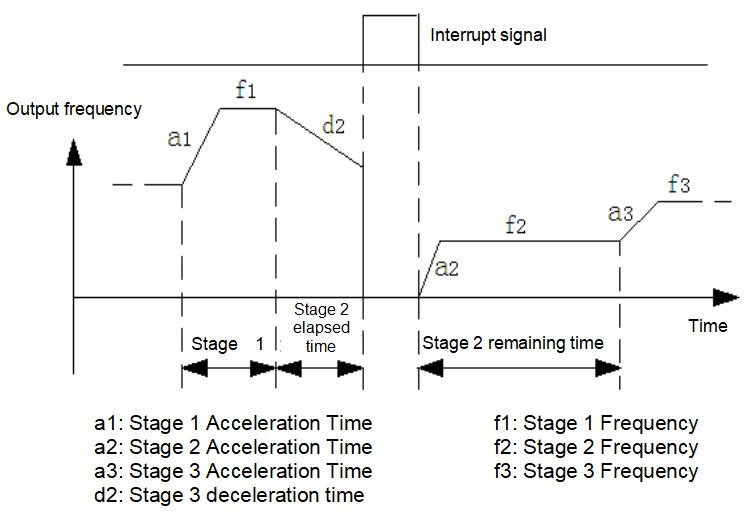 Interrupt signal
f1
Output frequency
d2
a1
f3
a3
f2
a2
Stage 2
elapsed
time
Time
Stage 1
Stage 2 remaining time
a1: Stage 1 Acceleration Time
f1: Stage 1 Frequency
a2: Stage 2 Acceleration Time
f2: Stage 2 Frequency
a3: Stage 3 Acceleration Time
f3: Stage 3 Frequency
d2: Stage 3 deceleration time